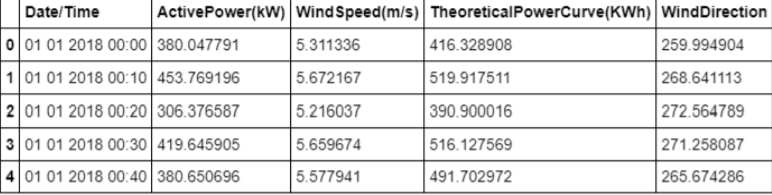 Date/Time ActivePower(kW) WindSpeed(m/s) TheoreticalPowerCurve(KWh) WindDirection
0 01 01 2018 00:00 380.047791 5.311336 416.328908 259.994904
1 01 01 2018 00:10 453.769196 5.672167 519.917511 268.641113
2 01 01 2018 00:20 306.376587 5.216037 390.900016 272.564789
3 01 01 2018 00:30 419.645905 5.659674 516.127569 271.258087
4 01 01 2018 00:40 380.650696 5.577941 491.702972 265.674286